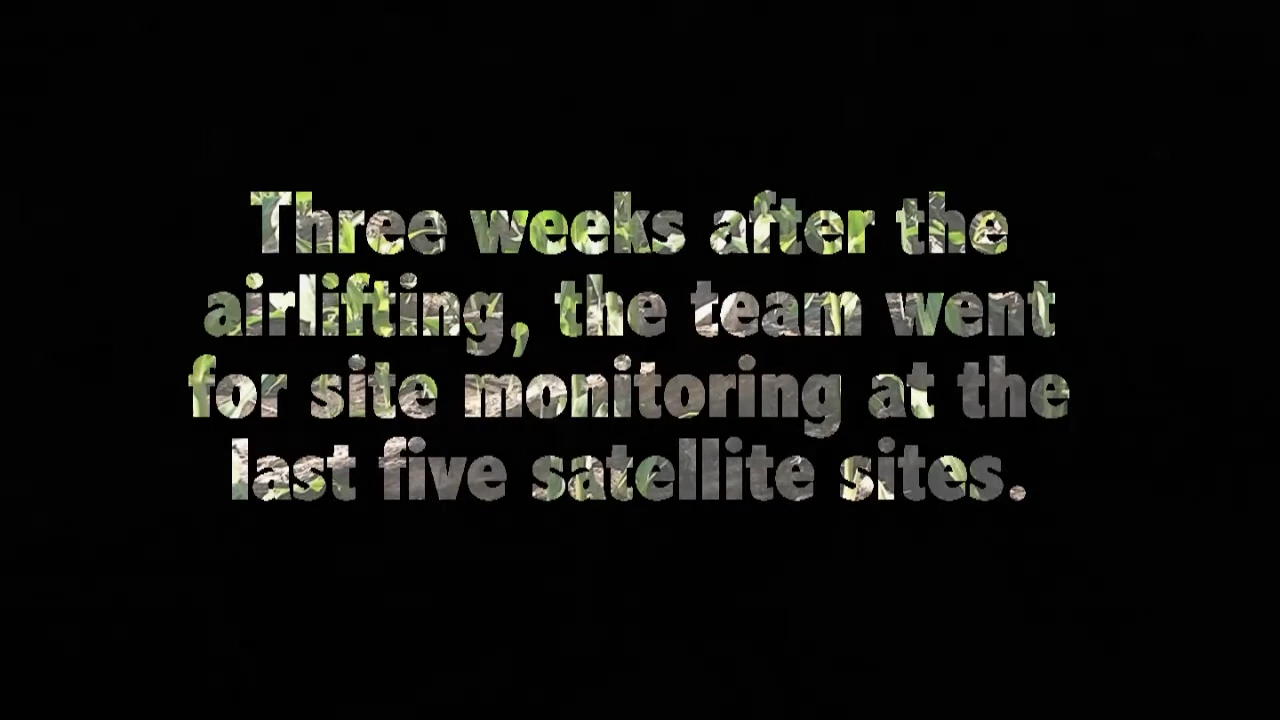 Three weeks after the
airlifting, the team went
for site monitoring at the
last five satellite sites.